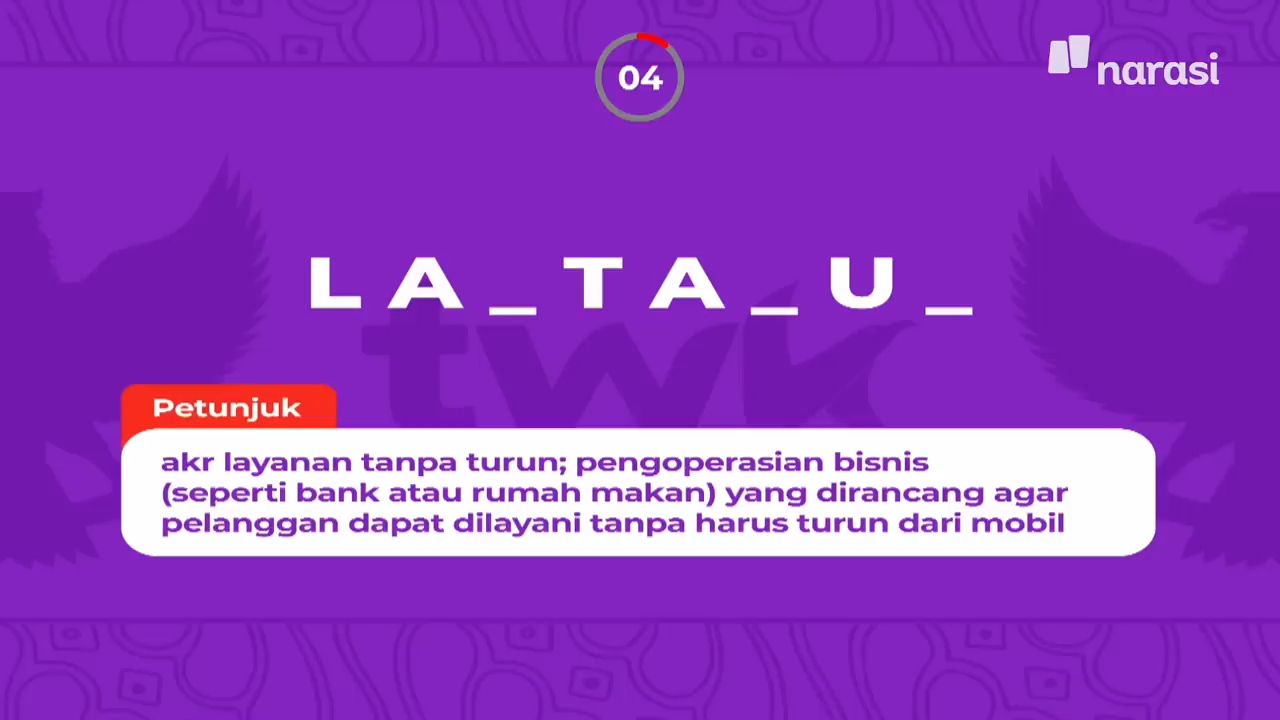 04
narasi
L A _ T A _ U _
twk
Petunjuk
akr layanan tanpa turun; pengoperasian bisnis
(seperti bank atau rumah makan) yang dirancang agar
pelanggan dapat dilayani tanpa harus turun dari mobil